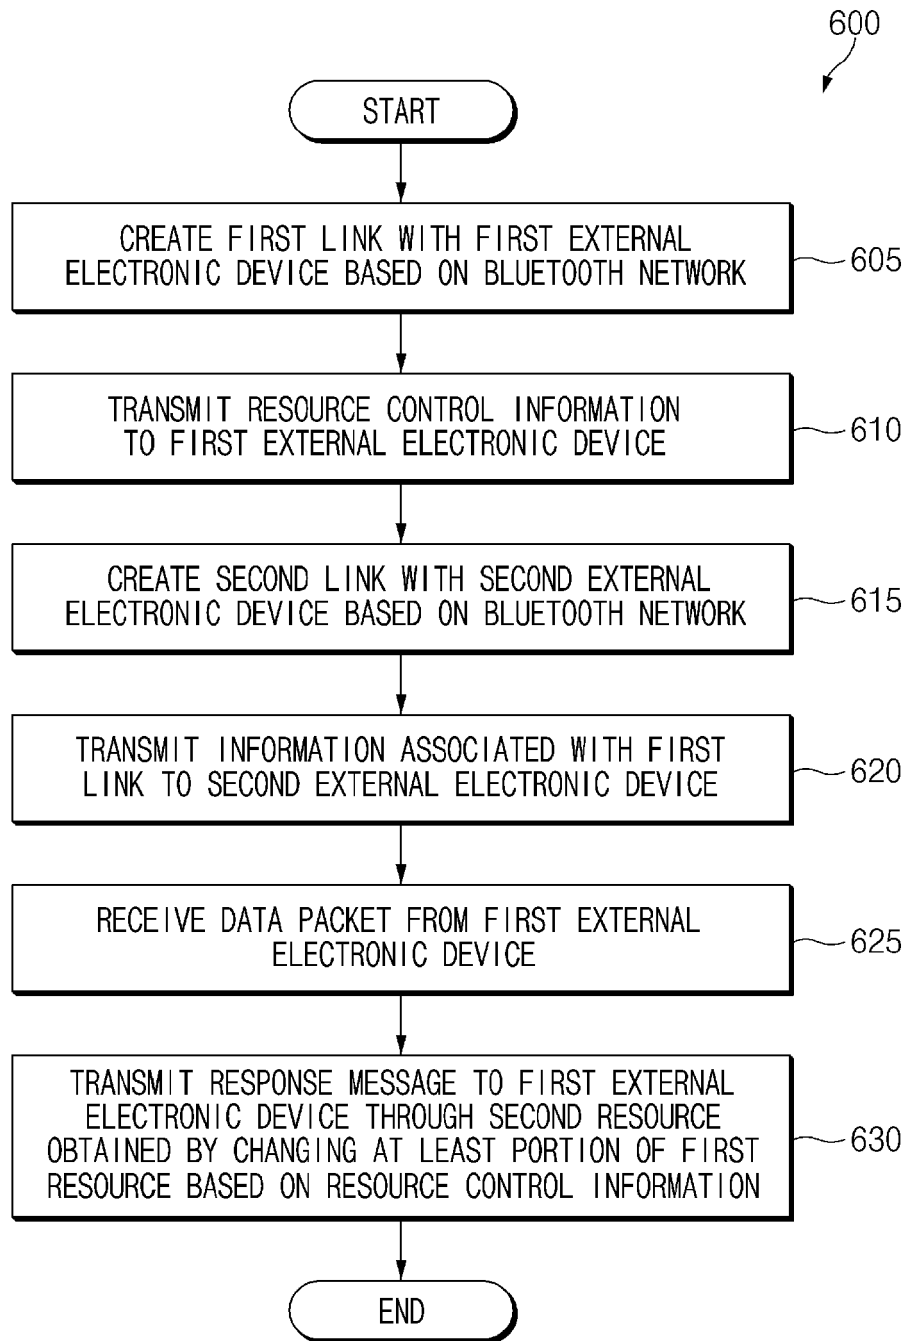 600
START
CREATE FIRST LINK WITH FIRST EXTERNAL
ELECTRONIC DEVICE BASED ON BLUETOOTH NETWORK
605
TRANSMIT RESOURCE CONTROL INFORMATION
TO FIRST EXTERNAL ELECTRONIC DEVICE
610
CREATE SECOND LINK WITH SECOND EXTERNAL
ELECTRONIC DEVICE BASED ON BLUETOOTH NETWORK
615
TRANSMIT INFORMATION ASSOCIATED WITH FIRST
LINK TO SECOND EXTERNAL ELECTRONIC DEVICE
620
RECEIVE DATA PACKET FROM FIRST EXTERNAL
ELECTRONIC DEVICE
625
TRANSMIT RESPONSE MESSAGE TO FIRST EXTERNAL
ELECTRONIC DEVICE THROUGH SECOND RESOURCE
OBTAINED BY CHANGING AT LEAST PORTION OF FIRST
RESOURCE BASED ON RESOURCE CONTROL INFORMATION
630
END